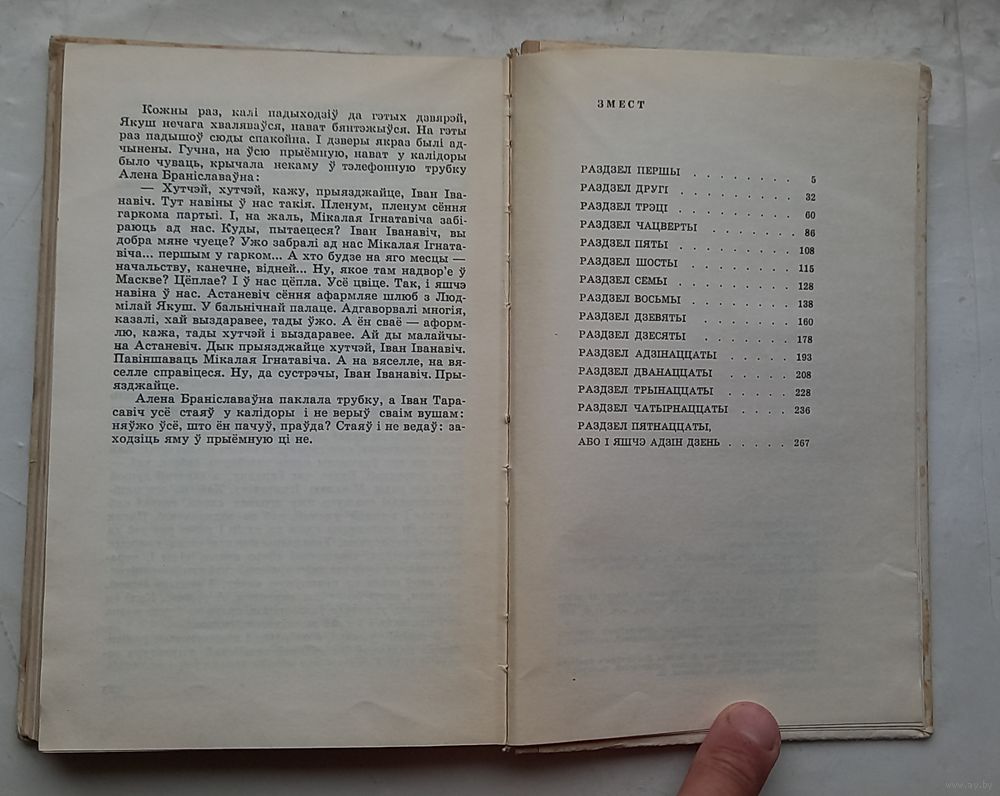 Кожны раз, калі падыходзіў да гэтых дзвярэй,
Якуш нечага хваляваўся, нават бянтэжыўся. На гэты
раз падышоў сюды спакойна. І дзверы якраз былі ад-
чынены. Гучна, на ўсю прыёмную, нават у калідоры
было чуваць, крычала некаму ў тэлефонную трубку
Алена Браніславаўна:
— Хутчэй, хутчэй, кажу, прыязджайце, Іван Іва-
навіч. Тут навіны ў нас такія. Пленум, пленум сёння
гаркома партыі. І, на жаль, Мікалая Ігнатавіча забі-
раюць ад нас. Куды, пытаецеся? Іван Іванавіч, вы
добра мяне чуеце? Ужо забралі ад нас Мікалая Ігната-
віча... першым у гарком... А хто будзе на яго месцы —
начальству, канечне, відней... Ну, якое там надвор'е ў
Маскве? Цёплае? І ў нас цёпла. Усё цвіце. Так, і яшчэ
навіна ў нас. Астаневіч сёння афармляе шлюб з Люд-
мілай Якуш. У бальнічнай палаце. Адгаворвалі многія,
казалі, хай выздаравее, тады ўжо. А ён сваё — аформ-
лю, кажа, тады хутчэй і выздаравее. Ай ды малайчы-
на Астаневіч. Дык прыязджайце хутчэй, Іван Іванавіч.
Павіншаваць Мікалая Ігнатавіча. А на вяселле, на вя-
селле справіцеся. Ну, да сустрэчы, Іван Іванавіч. Пры-
язджайце.
Алена Браніславаўна паклала трубку, а Іван Тара-
савіч усё стаяў у калідоры і не верыў сваім вушам:
няўжо ўсё, што ён пачуў, праўда? Стаяў і не ведаў: за-
ходзіць яму ў прыёмную ці не.
ЗМЕСТ
РАЗДЗЕЛ ПЕРШЫ . . . . . . . . 5
РАЗДЗЕЛ ДРУГІ . . . . . . . . 32
РАЗДЗЕЛ ТРЭЦІ . . . . . . . . 60
РАЗДЗЕЛ ЧАЦВЕРТЫ . . . . . . . 86
РАЗДЗЕЛ ПЯТЫ . . . . . . . . 108
РАЗДЗЕЛ ШОСТЫ . . . . . . . 115
РАЗДЗЕЛ СЕМЫ . . . . . . . . 128
РАЗДЗЕЛ ВОСЬМЫ . . . . . . . 138
РАЗДЗЕЛ ДЗЕВЯТЫ . . . . . . 160
РАЗДЗЕЛ ДЗЕСЯТЫ . . . . . . 178
РАЗДЗЕЛ АДЗІНАЦЦАТЫ . . . . . 193
РАЗДЗЕЛ ДВАНАЦЦАТЫ . . . . . 208
РАЗДЗЕЛ ТРЫНАЦЦАТЫ . . . . . 228
РАЗДЗЕЛ ЧАТЫРНАЦЦАТЫ . . . . 236
РАЗДЗЕЛ ПЯТНАЦЦАТЫ,
АБО І ЯШЧЭ АДЗІН ДЗЕНЬ . . . . . 267
www.ay.by